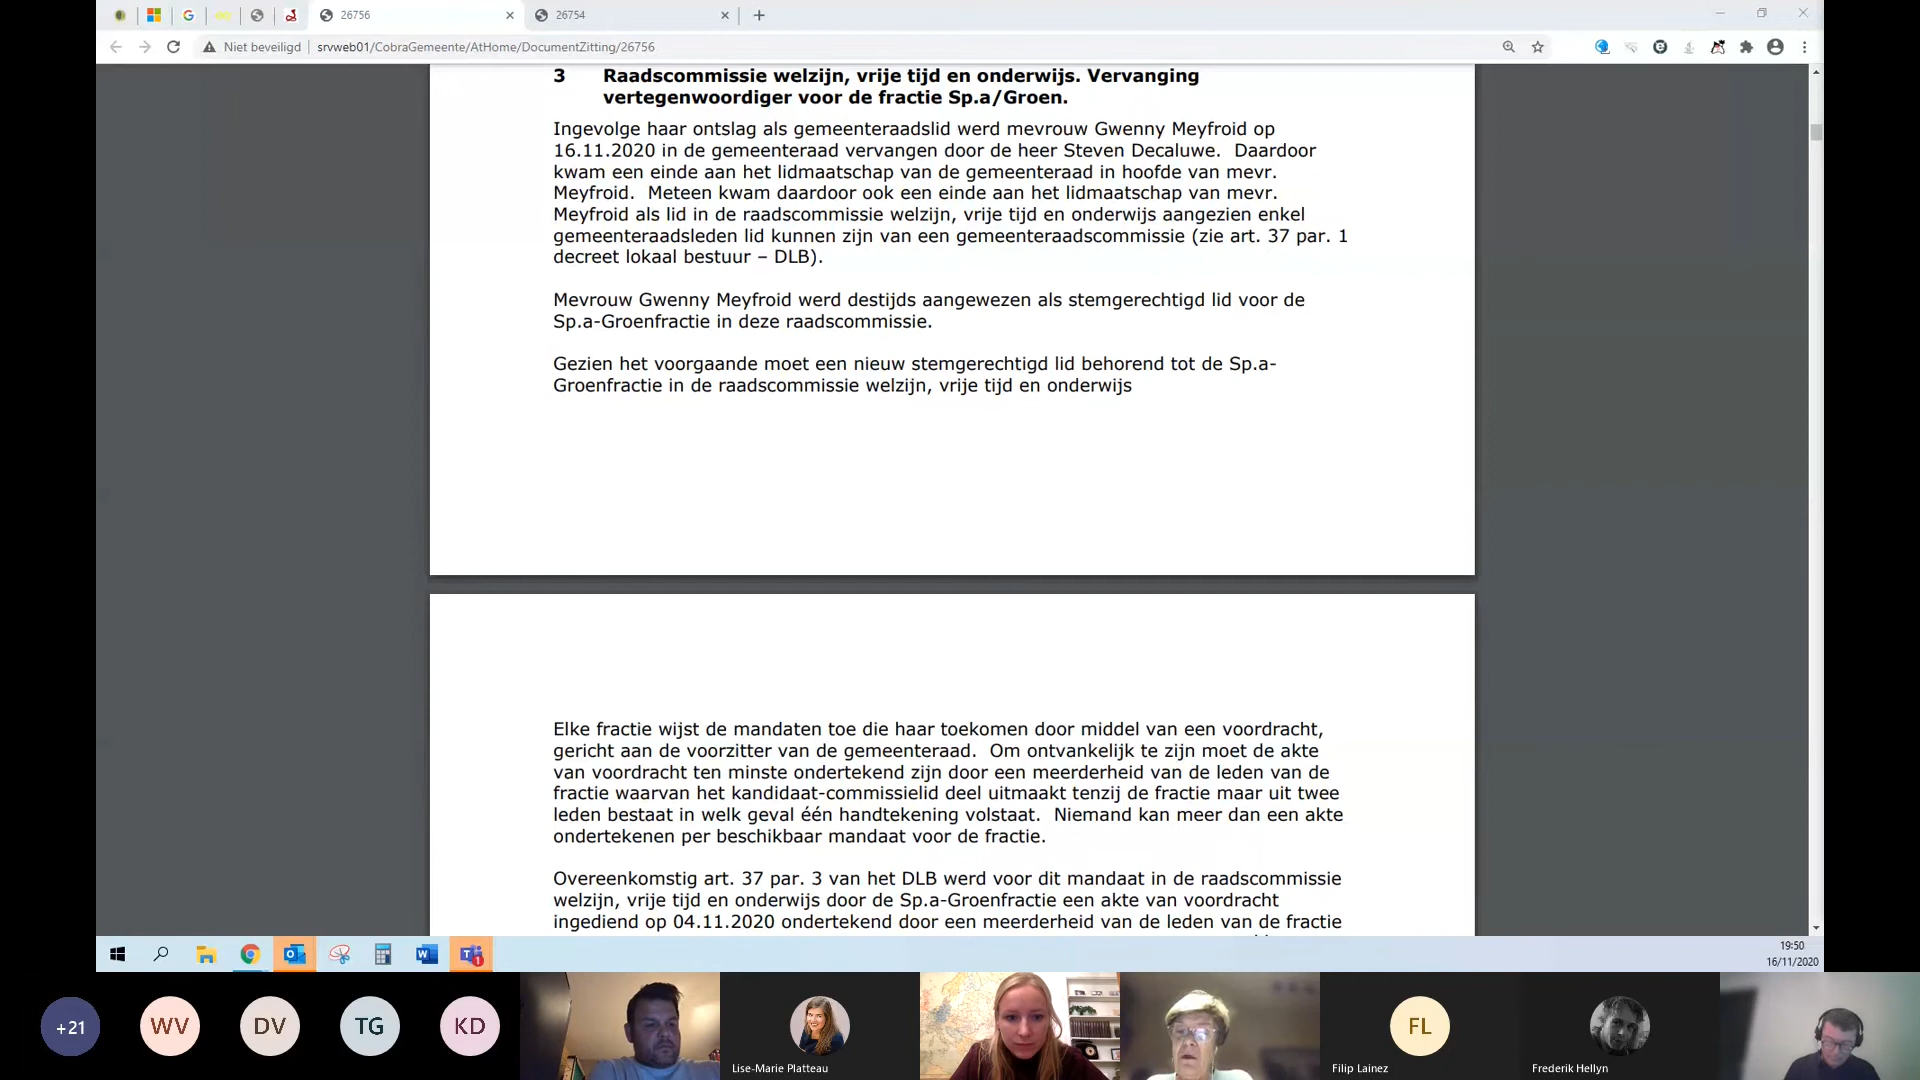 26756
26754
Niet beveiligd
srvweb01/CobraGemeente/AtHome/DocumentZitting/26756
3 Raadscommissie welzijn, vrije tijd en onderwijs. Vervanging
vertegenwoordiger voor de fractie Sp.a/Groen.
Ingevolge haar ontslag als gemeenteraadslid werd mevrouw Gwenny Meyfroid op
16.11.2020 in de gemeenteraad vervangen door de heer Steven Decaluwe. Daardoor
kwam een einde aan het lidmaatschap van de gemeenteraad in hoofde van mevr.
Meyfroid. Meteen kwam daardoor ook een einde aan het lidmaatschap van mevr.
Meyfroid als lid in de raadscommissie welzijn, vrije tijd en onderwijs aangezien enkel
gemeenteraadsleden lid kunnen zijn van een gemeenteraadscommissie (zie art. 37 par. 1
decreet lokaal bestuur – DLB).
Mevrouw Gwenny Meyfroid werd destijds aangewezen als stemgerechtigd lid voor de
Sp.a-Groenfractie in deze raadscommissie.
Gezien het voorgaande moet een nieuw stemgerechtigd lid behorend tot de Sp.a-
Groenfractie in de raadscommissie welzijn, vrije tijd en onderwijs
Elke fractie wijst de mandaten toe die haar toekomen door middel van een voordracht,
gericht aan de voorzitter van de gemeenteraad. Om ontvankelijk te zijn moet de akte
van voordracht ten minste ondertekend zijn door een meerderheid van de leden van de
fractie waarvan het kandidaat-commissielid deel uitmaakt tenzij de fractie maar uit twee
leden bestaat in welk geval één handtekening volstaat. Niemand kan meer dan een akte
ondertekenen per beschikbaar mandaat voor de fractie.
Overeenkomstig art. 37 par. 3 van het DLB werd voor dit mandaat in de raadscommissie
welzijn, vrije tijd en onderwijs door de Sp.a-Groenfractie een akte van voordracht
ingediend op 04.11.2020 ondertekend door een meerderheid van de leden van de fractie
19:50
16/11/2020
+21
WV
DV
TG
KD
Lise-Marie Platteau
FL
Filip Lainez
Frederik Hellyn